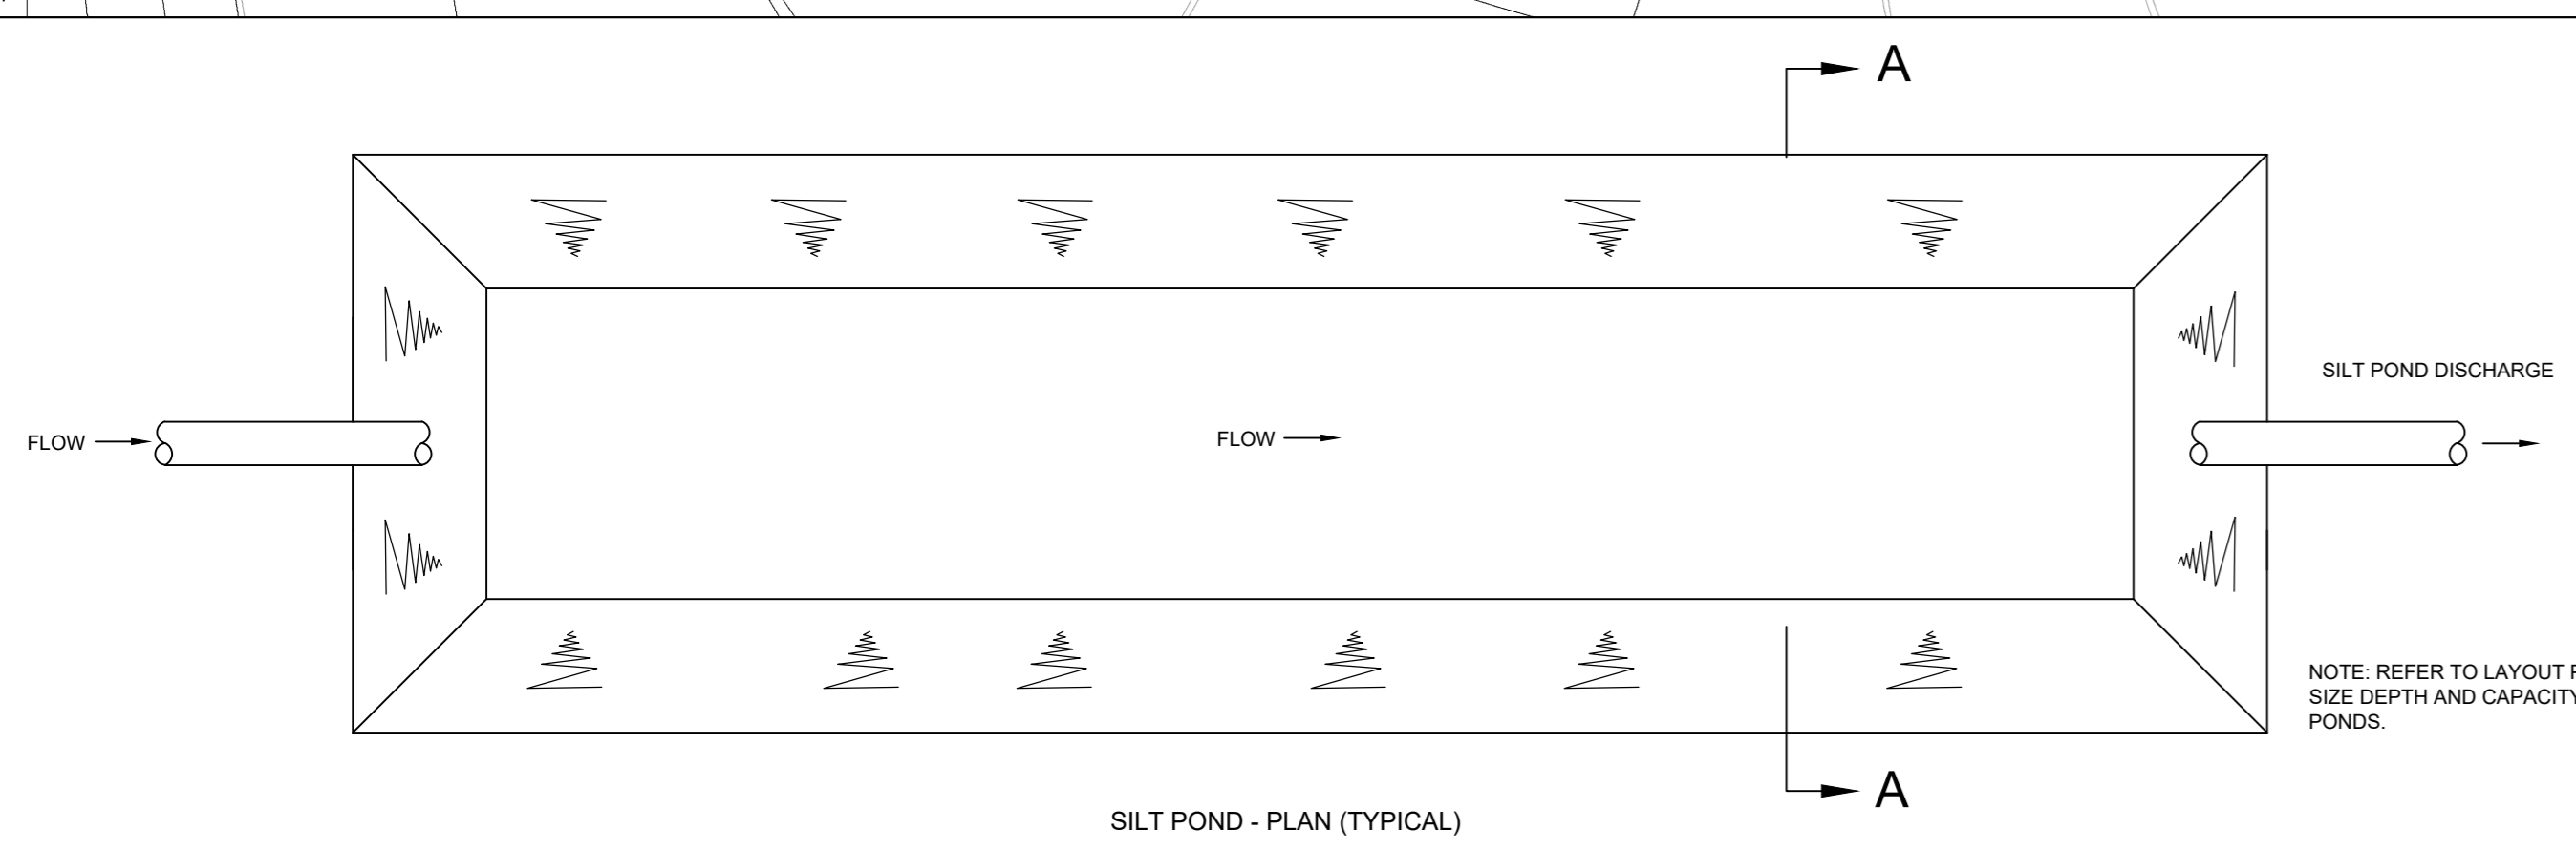 A
SILT POND DISCHARGE
FLOW
FLOW
NOTE: REFER TO LAYOUT
SIZE DEPTH AND CAPACITY
PONDS.
A
SILT POND - PLAN (TYPICAL)